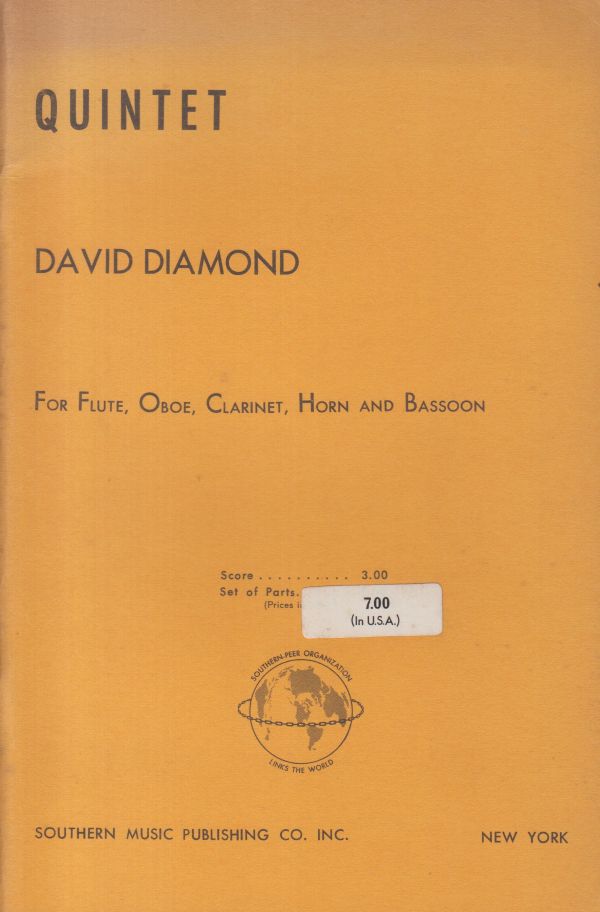 QUINTET
DAVID DIAMOND
FOR FLUTE, OBOE, CLARINET, HORN AND BASSOON
Score . . . . . . . . . . 3.00
Set of Parts.
(Prices
7.00
(In U.S.A.)
SOUTHERN-PEER ORGANIZATION
LINKS THE WORLD
SOUTHERN MUSIC PUBLISHING CO. INC. NEW YORK